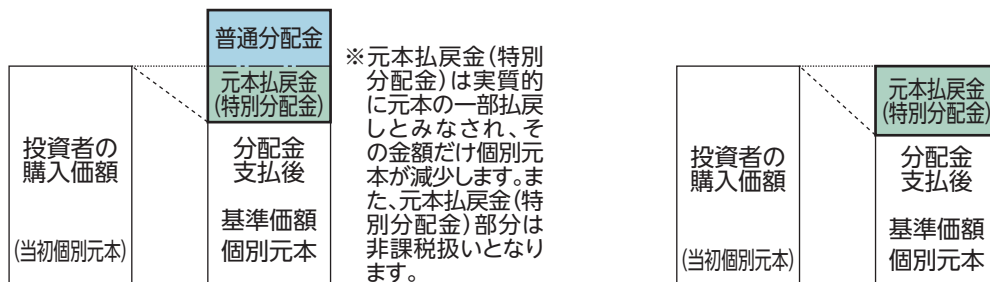 普通分配金
元本払戻金
(特別分配金)
投資者の
購入価額
(当初個別元本)
分配金
支払後
基準価額
個別元本
※元本払戻金(特別
分配金)は実質的
に元本の一部払戻
しとみなされ、そ
の金額だけ個別元
本が減少します。ま
た、元本払戻金(特
別分配金)部分は
非課税扱いとなり
ます。
元本払戻金
(特別分配金)
投資者の
購入価額
(当初個別元本)
分配金
支払後
基準価額
個別元本